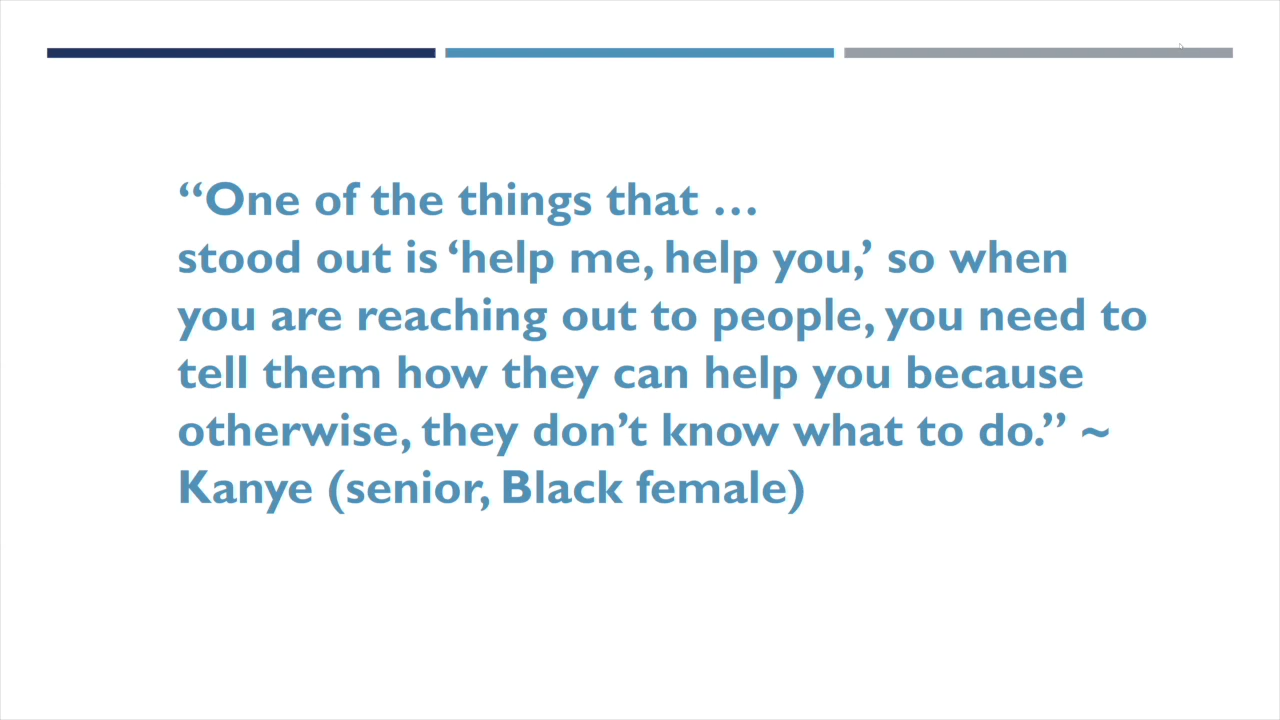 “One of the things that …
stood out is ‘help me, help you,’ so when
you are reaching out to people, you need to
tell them how they can help you because
otherwise, they don’t know what to do.” ~
Kanye (senior, Black female)